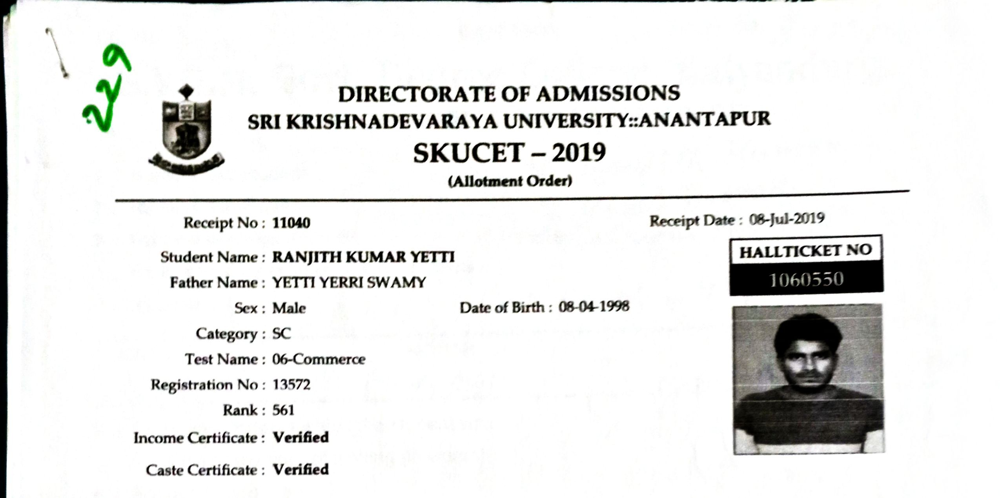 229
DIRECTORATE OF ADMISSIONS
SRI KRISHNADEVARAYA UNIVERSITY::ANANTAPUR
SKUCET – 2019
(Allotment Order)
Receipt No : 11040 Receipt Date : 08-Jul-2019
HALLTICKET NO
1060550
Student Name : RANJITH KUMAR YETTI
Father Name : YETTI YERRI SWAMY
Sex : Male Date of Birth : 08-04-1998
Category : SC
Test Name : 06-Commerce
Registration No : 13572
Rank : 561
Income Certificate : Verified
Caste Certificate : Verified